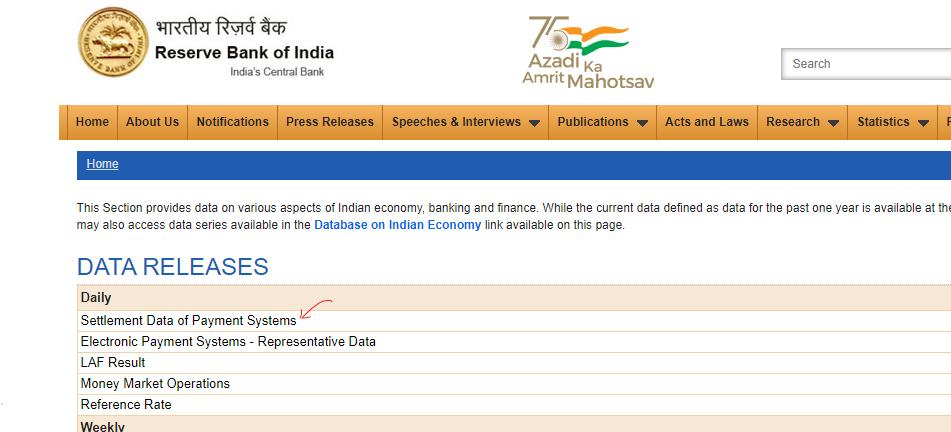 भारतीय रिज़र्व बैंक
Reserve Bank of India
India's Central Bank
75
Azadi Ka
Amrit Mahotsav
Search
Home About Us Notifications Press Releases Speeches & Interviews Publications Acts and Laws Research Statistics
Home
This Section provides data on various aspects of Indian economy, banking and finance. While the current data defined as data for the past one year is available at the
may also access data series available in the Database on Indian Economy link available on this page.
DATA RELEASES
Daily
Settlement Data of Payment Systems
Electronic Payment Systems - Representative Data
LAF Result
Money Market Operations
Reference Rate
Weekly